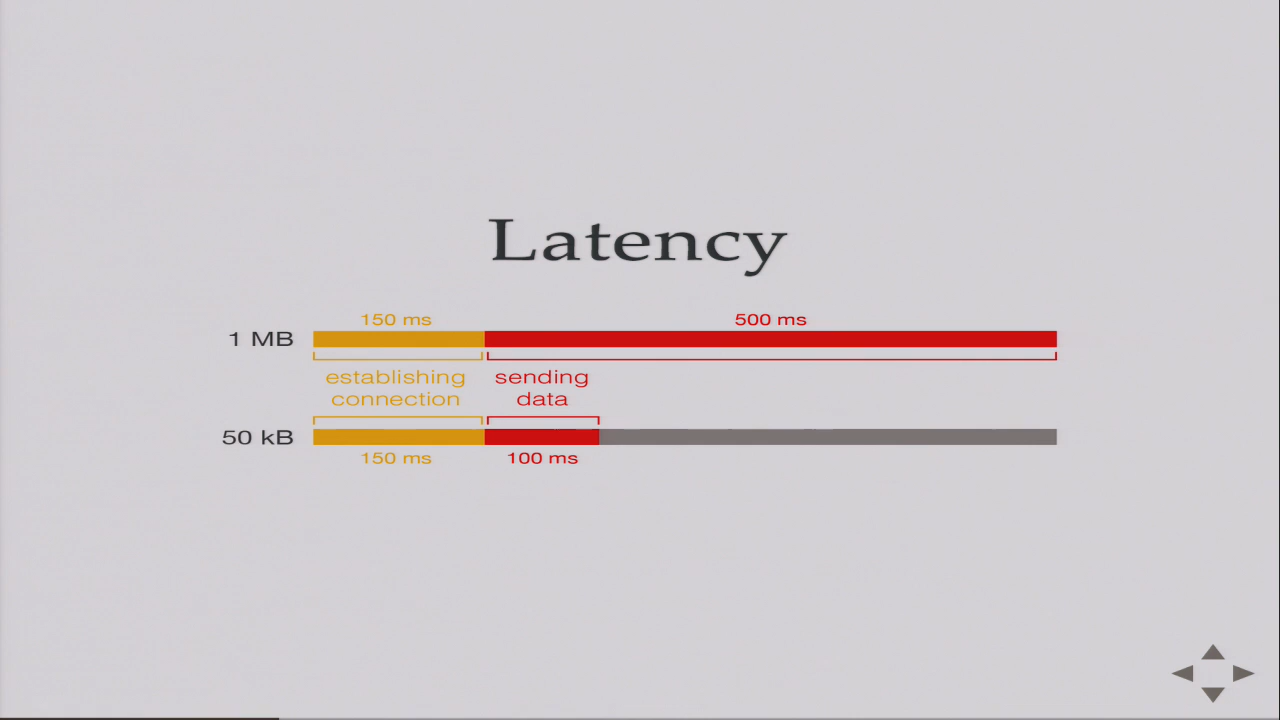 Latency
150 ms
500 ms
1 MB
establishing
connection
sending
data
50 kB
150 ms
100 ms